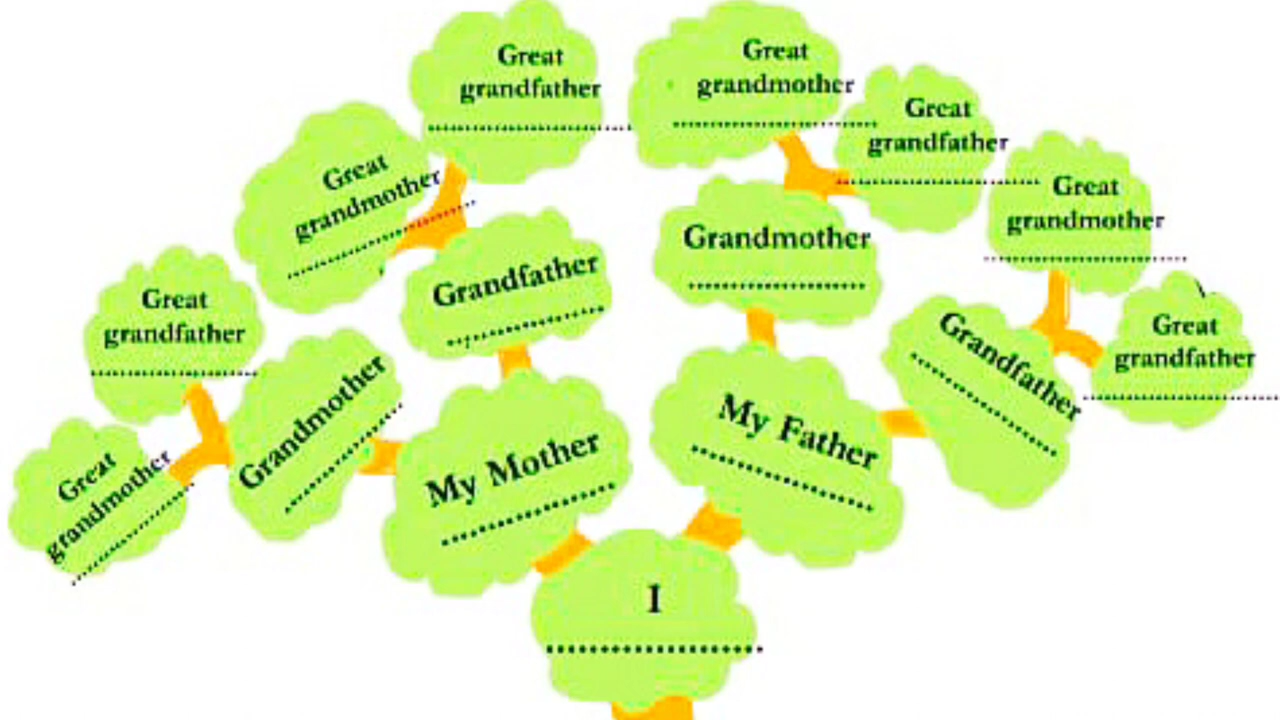 Great
grandfather
Great
grandmother
Great
grandfather
Great
grandmother
Great
grandmother
Grandmother
Grandfather
Great
grandfather
Grandfather
Great
grandfather
Grandmother
My Father
My Mother
Great
grandmother
I